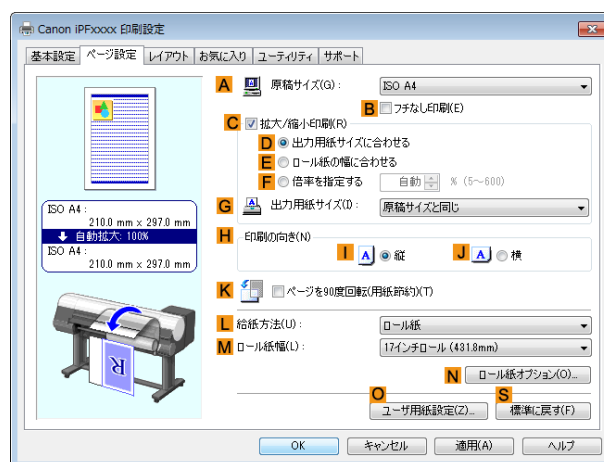 Canon iPFxxxx 印刷設定
基本設定 ページ設定 レイアウト お気に入り ユーティリティ サポート
A 原稿サイズ(G): ISO A4
B フチなし印刷(E)
C 拡大/縮小印刷(R)
D 出力用紙サイズに合わせる
E ロール紙の幅に合わせる
F 倍率を指定する 自動 % (5～600)
G 出力用紙サイズ(I): 原稿サイズと同じ
ISO A4 :
210.0 mm x 297.0 mm
自動拡大: 100%
ISO A4 :
210.0 mm x 297.0 mm
H 印刷の向き(N)
I A 縦 J A 横
K ページを90度回転(用紙節約)(T)
L 給紙方法(U): ロール紙
M ロール紙幅(L): 17インチロール (431.8mm)
N ロール紙オプション(O)...
O S
ユーザ用紙設定(Z)... 標準に戻す(F)
R
OK キャンセル 適用(A) ヘルプ